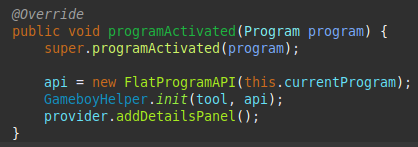 @Override
public void programActivated(Program program) {
    super.programActivated(program);

    api = new FlatProgramAPI(this.currentProgram);
    GameboyHelper.init(tool, api);
    provider.addDetailsPanel();
}